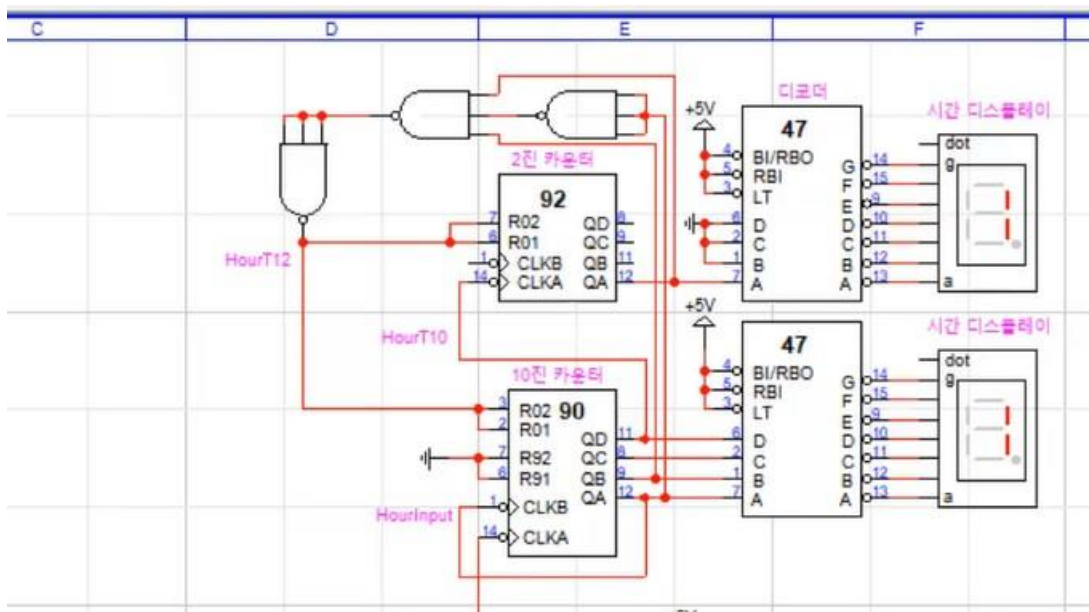 C D E F
디코더
시간 디스플레이
+5V
47
4 BI/RBO G 14
5 RBI F 15
3 LT E 9
6 D D 10
2 C C 11
1 B B 12
7 A A 13
dot
g
a
2진 카운터
92
7 R02 QD 8
6 R01 QC 9
1 CLKB QB 11
14 CLKA QA 12
HourT12
HourT10
+5V
시간 디스플레이
47
4 BI/RBO G 14
5 RBI F 15
3 LT E 9
6 D D 10
2 C C 11
1 B B 12
7 A A 13
dot
g
a
10진 카운터
90
3 R02
2 R01 QD 11
7 R92 QC 8
6 R91 QB 9
QA 12
1 CLKB
14 CLKA
HourInput